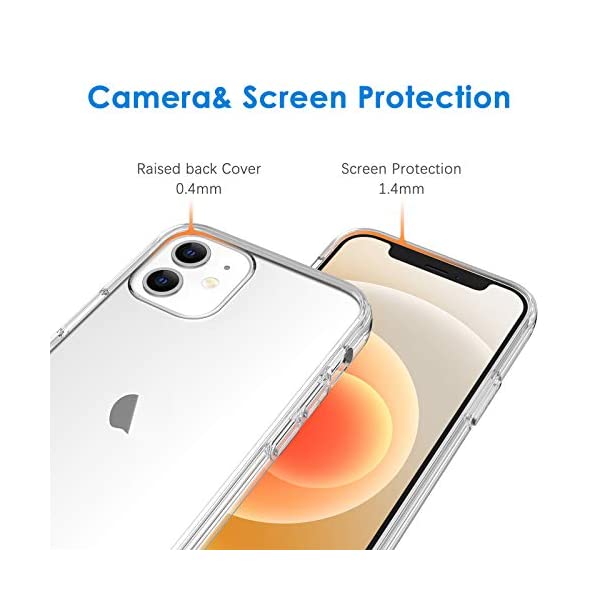 Camera& Screen Protection
Raised back Cover
0.4mm
Screen Protection
1.4mm